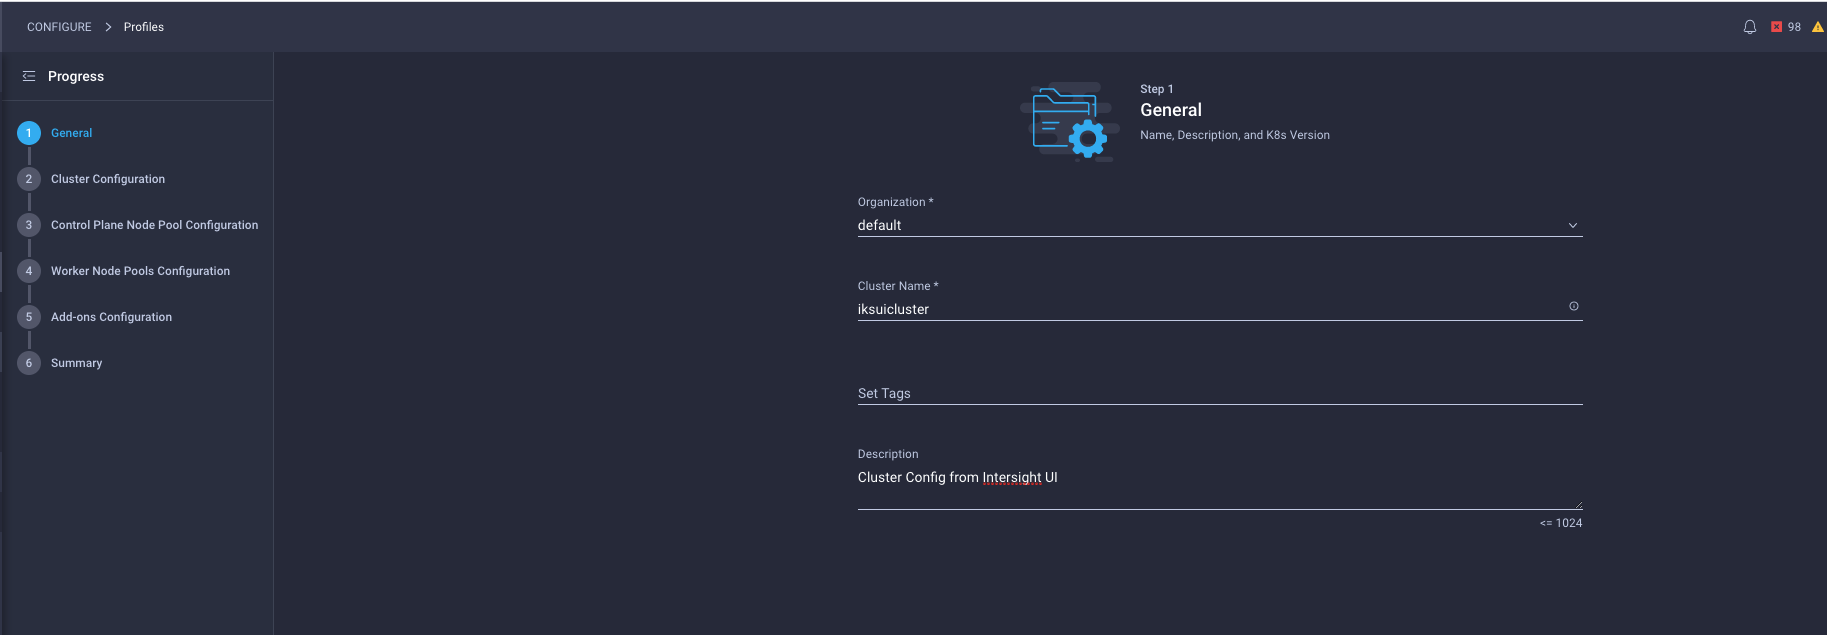 CONFIGURE > Profiles
98
Progress
1 General
2 Cluster Configuration
3 Control Plane Node Pool Configuration
4 Worker Node Pools Configuration
5 Add-ons Configuration
6 Summary
Step 1
General
Name, Description, and K8s Version
Organization *
default
Cluster Name *
iksuicluster
Set Tags
Description
Cluster Config from Intersight UI
<= 1024